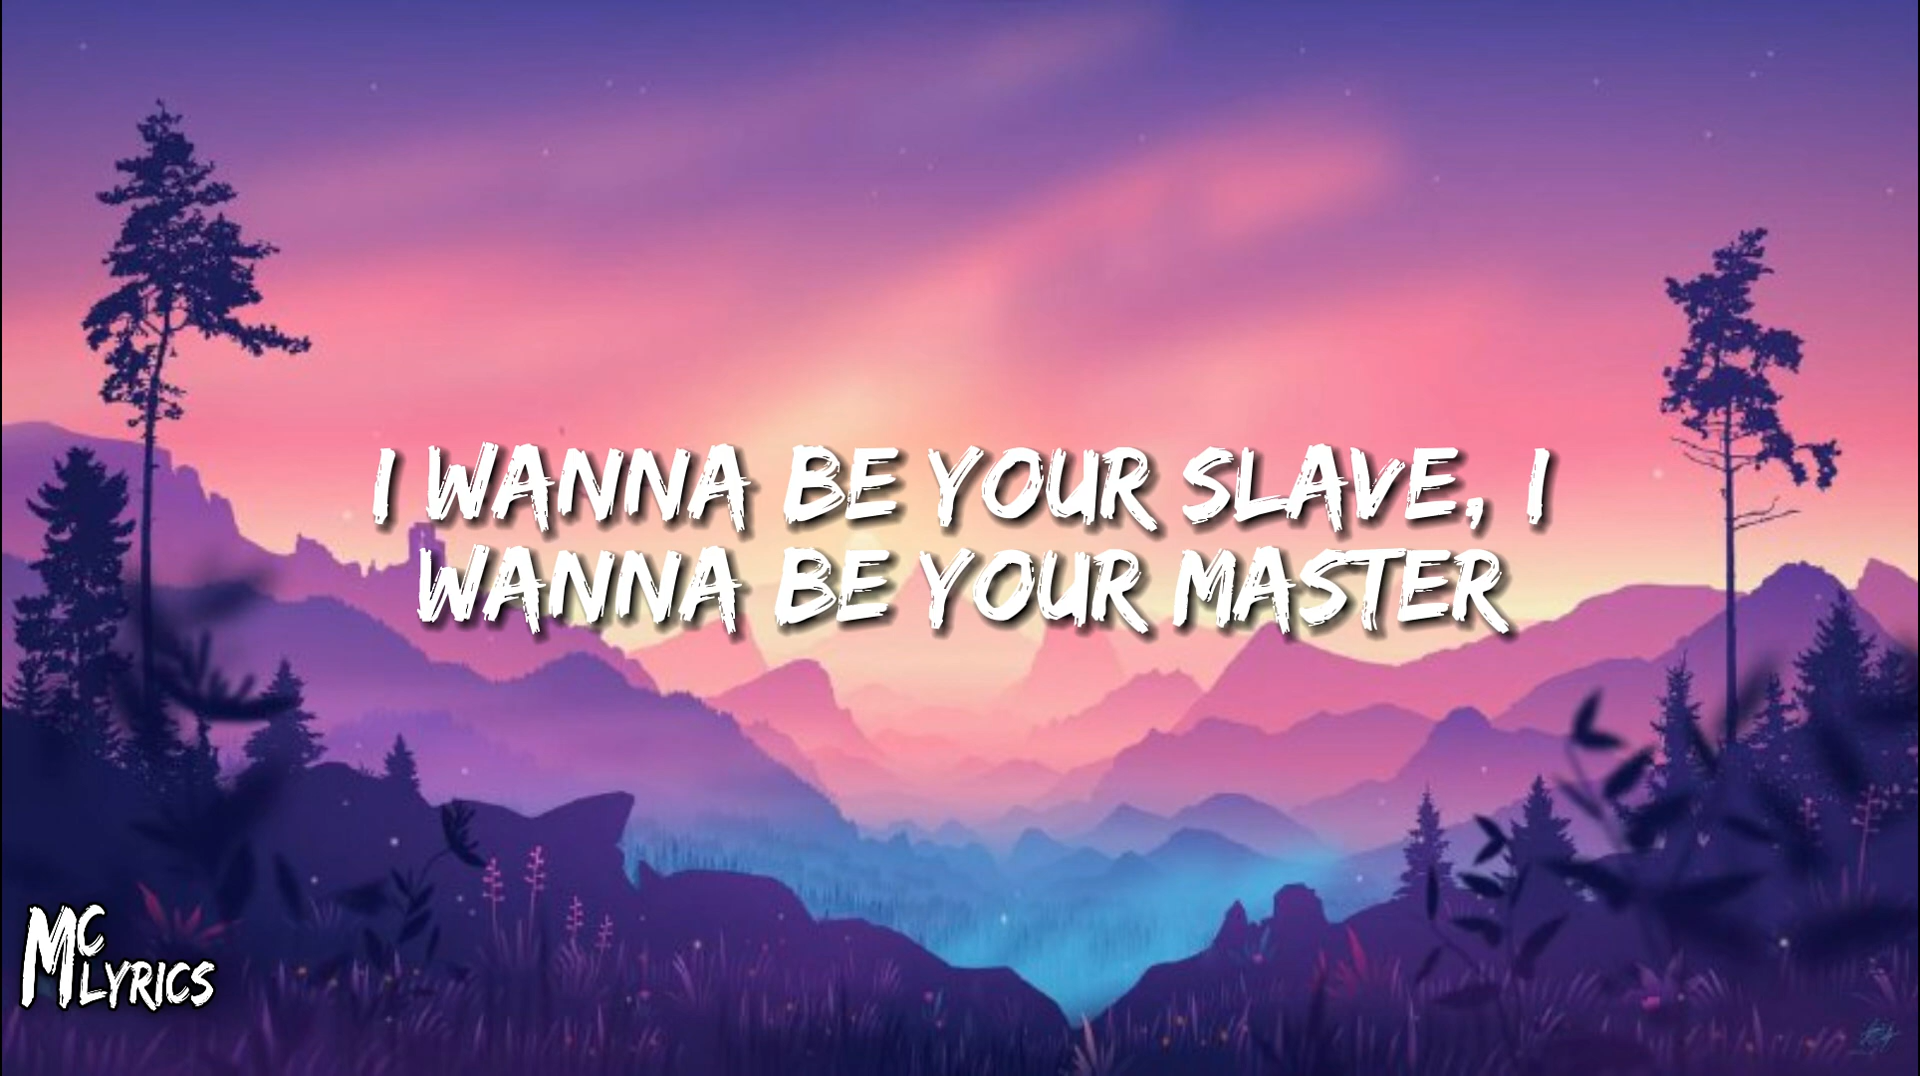 I WANNA BE YOUR SLAVE, I
WANNA BE YOUR MASTER
MC
LYRICS